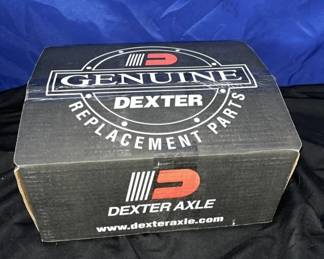 GENUINE
DEXTER
REPLACEMENT PARTS
DEXTER AXLE
www.dexteraxle.com